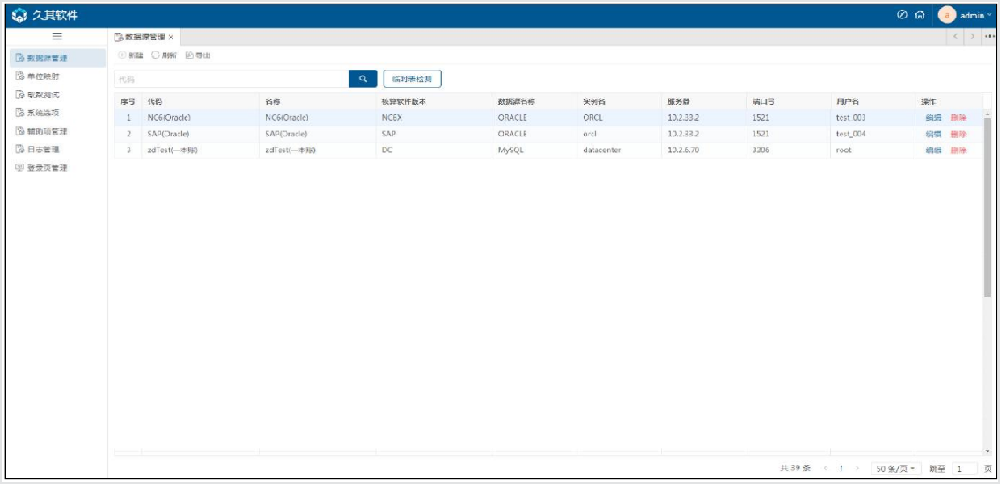 久其软件
admin
数据源管理 ×
数据源管理
单位映射
取数测试
系统选项
辅助项管理
日志管理
登录页管理
新建 刷新 导出
代码
临时表检测
序号 代码 名称 核算软件版本 数据源名称 实例名 服务器 端口号 用户名 操作
1 NC6(Oracle) NC6(Oracle) NC6X ORACLE ORCL 10.2.33.2 1521 test_003 编辑 删除
2 SAP(Oracle) SAP(Oracle) SAP ORACLE orcl 10.2.33.2 1521 test_004 编辑 删除
3 zdTest(一本账) zdTest(一本账) DC MySQL datacenter 10.2.6.70 3306 root 编辑 删除
共 39 条 < 1 > 50 条/页 跳至 1 页